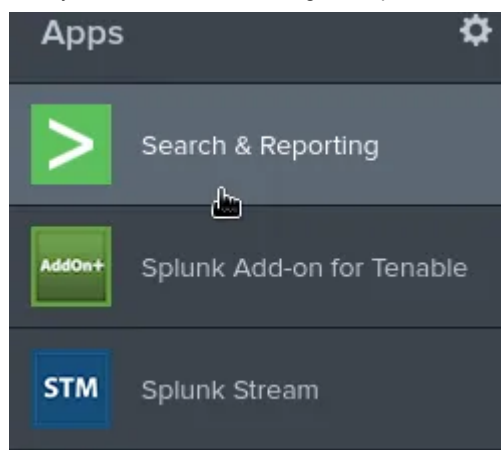 Apps
Search & Reporting
AddOn+
Splunk Add-on for Tenable
STM
Splunk Stream